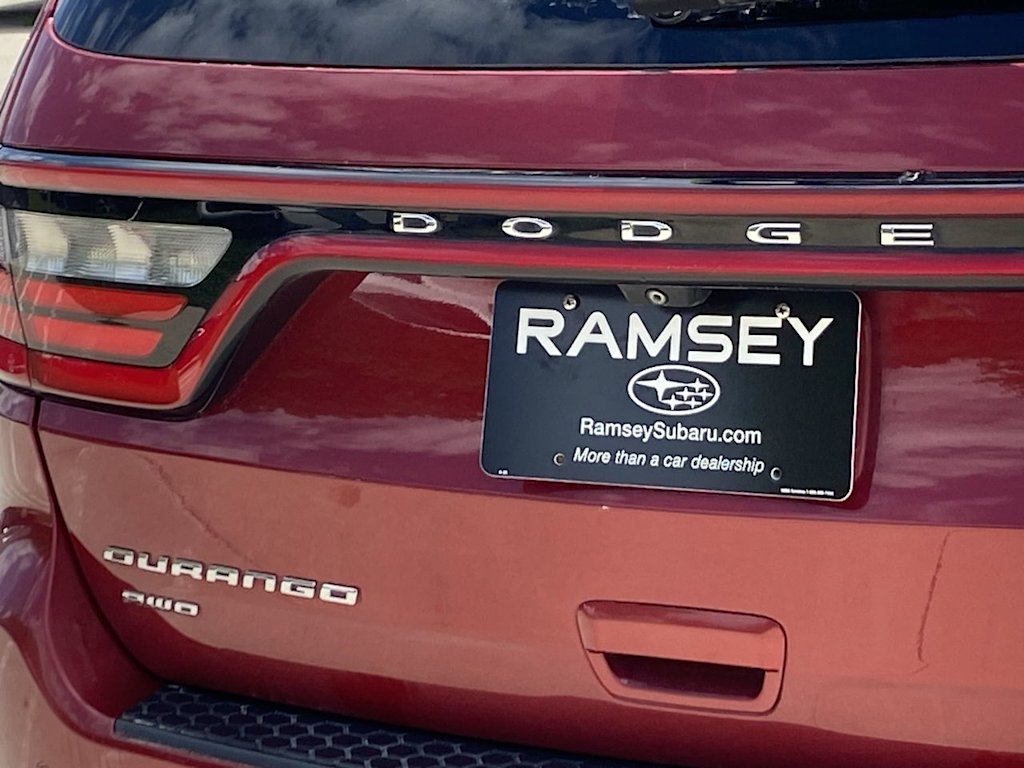 DODGE
RAMSEY
RamseySubaru.com
More than a car dealership
DURANGO
AWD